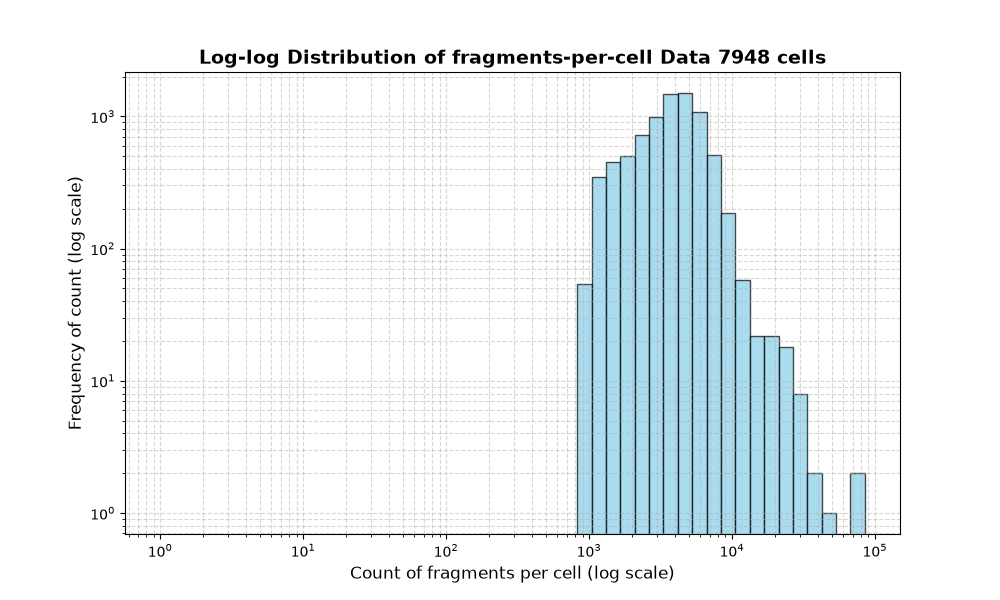 Log-log Distribution of fragments-per-cell Data 7948 cells
Frequency of count (log scale)
10³
10²
10¹
10⁰
10⁰ 10¹ 10² 10³ 10⁴ 10⁵
Count of fragments per cell (log scale)